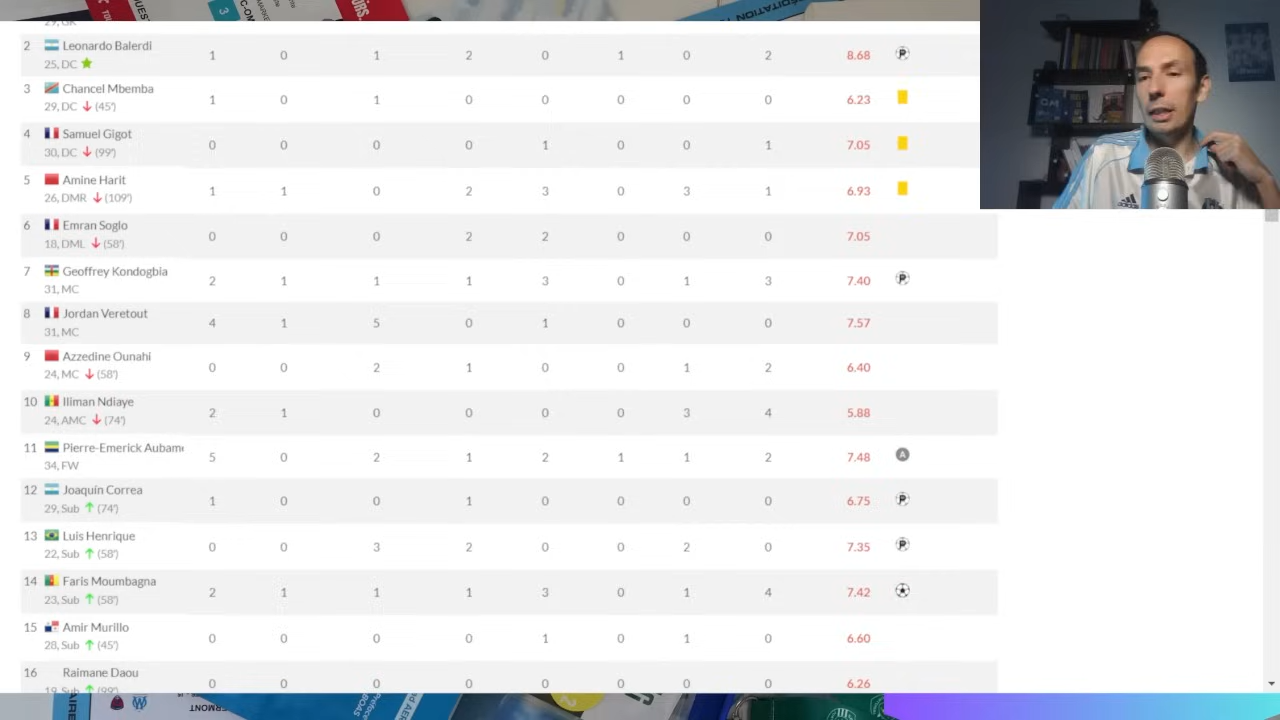 29, GK
2 Leonardo Balerdi 1 0 1 2 0 1 0 2 8.68 P
25, DC
3 Chancel Mbemba 1 0 1 0 0 0 0 0 6.23
29, DC (45')
4 Samuel Gigot 0 0 0 0 1 0 0 1 7.05
30, DC (99')
5 Amine Harit 1 1 0 2 3 0 3 1 6.93
26, DMR (109')
6 Emran Soglo 0 0 0 2 2 0 0 0 7.05
18, DML (58')
7 Geoffrey Kondogbia 2 1 1 1 3 0 1 3 7.40 P
31, MC
8 Jordan Veretout 4 1 5 0 1 0 0 0 7.57
31, MC
9 Azzedine Ounahi 0 0 2 1 0 0 1 2 6.40
24, MC (58')
10 Iliman Ndiaye 2 1 0 0 0 0 3 4 5.88
24, AMC (74')
11 Pierre-Emerick Aubame 5 0 2 1 2 1 1 2 7.48 A
34, FW
12 Joaquín Correa 1 0 0 1 0 0 0 0 6.75 P
29, Sub (74')
13 Luis Henrique 0 0 3 2 0 0 2 0 7.35 P
22, Sub (58')
14 Faris Moumbagna 2 1 1 1 3 0 1 4 7.42
23, Sub (58')
15 Amir Murillo 0 0 0 0 1 0 1 0 6.60
28, Sub (45')
16 Raimane Daou 0 0 0 0 0 0 0 0 6.26
19, Sub (99')